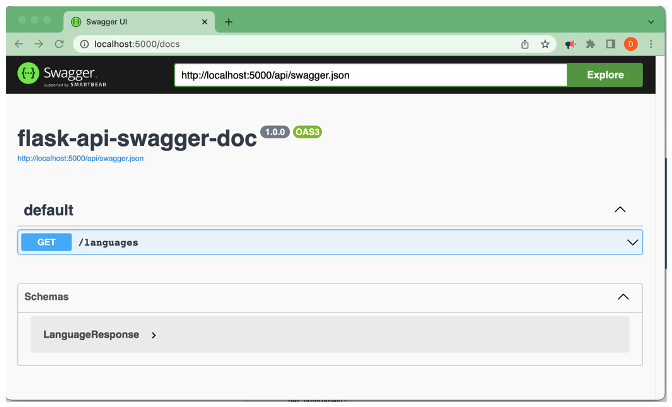 Swagger UI
localhost:5000/docs
D
Swagger
Supported by SMARTBEAR
http://localhost:5000/api/swagger.json
Explore
flask-api-swagger-doc 1.0.0 OAS3
http://localhost:5000/api/swagger.json
default
GET /languages
Schemas
LanguageResponse